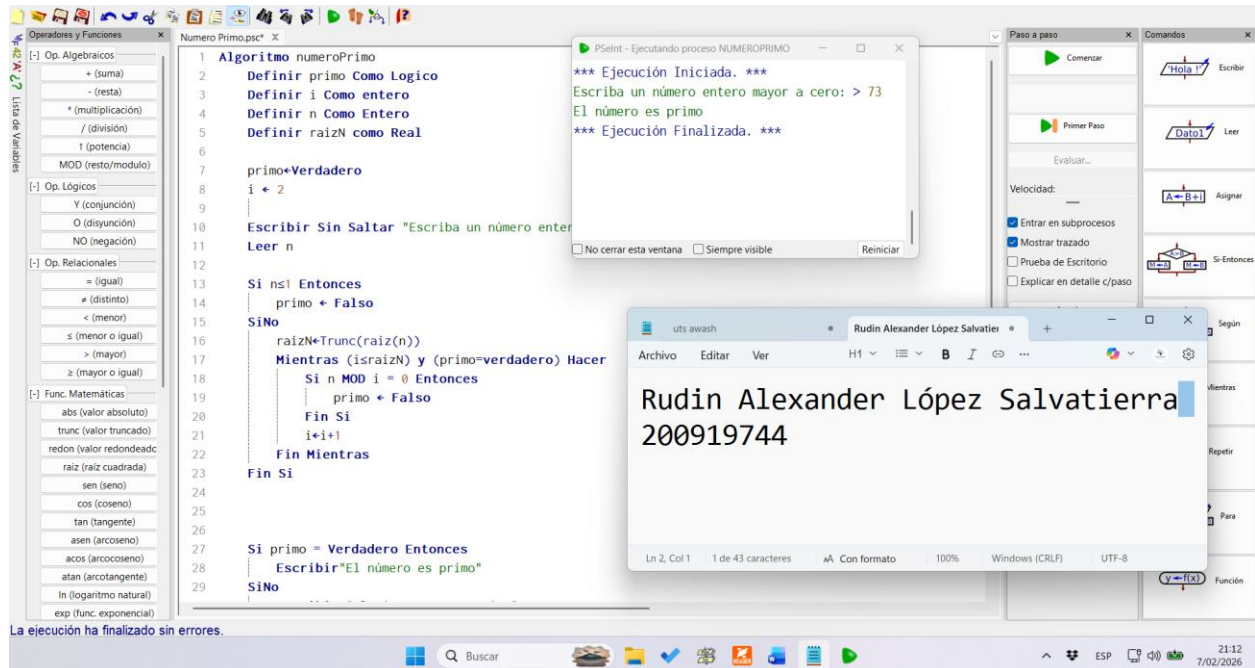 Operadores y Funciones
Numero Primo.psc*
Lista de Variables
[-] Op. Algebraicos
+ (suma)
- (resta)
* (multiplicación)
/ (división)
↑ (potencia)
MOD (resto/modulo)
[-] Op. Lógicos
Y (conjunción)
O (disyunción)
NO (negación)
[-] Op. Relacionales
= (igual)
≠ (distinto)
< (menor)
≤ (menor o igual)
> (mayor)
≥ (mayor o igual)
[-] Func. Matemáticas
abs (valor absoluto)
trunc (valor truncado)
redon (valor redondeadc
raiz (raíz cuadrada)
sen (seno)
cos (coseno)
tan (tangente)
asen (arcoseno)
acos (arcocoseno)
atan (arcotangente)
ln (logaritmo natural)
exp (func. exponencial)
1 Algoritmo numeroPrimo
2 Definir primo Como Logico
3 Definir i Como entero
4 Definir n Como Entero
5 Definir raizN como Real
6
7 primo←Verdadero
8 i ← 2
9
10 Escribir Sin Saltar "Escriba un número enter
11 Leer n
12
13 Si n≤1 Entonces
14 primo ← Falso
15 SiNo
16 raizN←Trunc(raiz(n))
17 Mientras (i≤raizN) y (primo=verdadero) Hacer
18 Si n MOD i = 0 Entonces
19 primo ← Falso
20 Fin Si
21 i←i+1
22 Fin Mientras
23 Fin Si
24
25
26
27 Si primo = Verdadero Entonces
28 Escribir"El número es primo"
29 SiNo
PSeInt - Ejecutando proceso NUMEROPRIMO
*** Ejecución Iniciada. ***
Escriba un número entero mayor a cero: > 73
El número es primo
*** Ejecución Finalizada. ***
No cerrar esta ventana Siempre visible Reiniciar
uts awash
Rudin Alexander López Salvatier
Archivo Editar Ver H1 B I
Rudin Alexander López Salvatierra
200919744
Ln 2, Col 1 1 de 43 caracteres Con formato 100% Windows (CRLF) UTF-8
Paso a paso
Comenzar
Primer Paso
Evaluar...
Velocidad:
Entrar en subprocesos
Mostrar trazado
Prueba de Escritorio
Explicar en detalle c/paso
Comandos
'Hola !' Escribir
Dato1 Leer
A←B+i Asignar
A>B
M←A M←B Si-Entonces
Según
Mientras
Repetir
Para
y←f(x) Función
La ejecución ha finalizado sin errores.
Buscar
ESP
21:12
7/02/2026